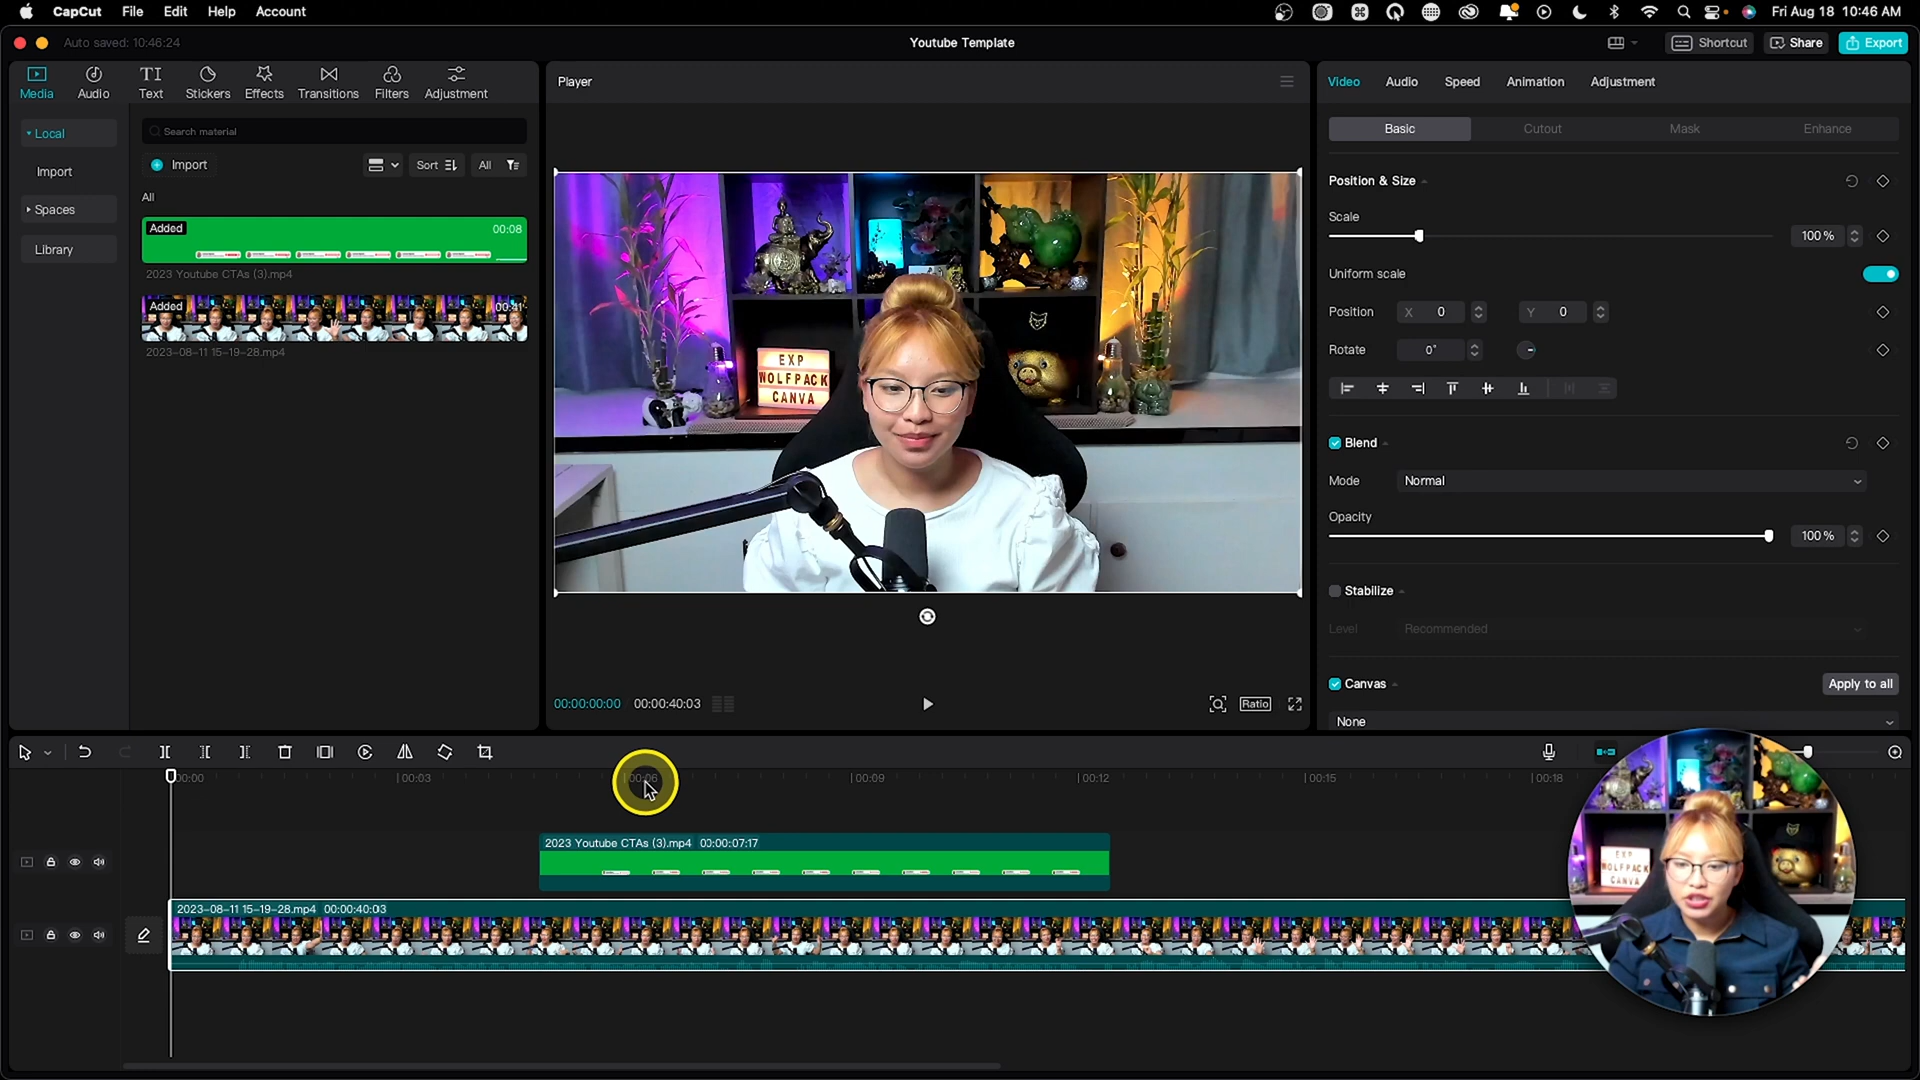 CapCut File Edit Help Account
Fri Aug 18 10:46 AM
Auto saved: 10:46:24
Youtube Template
Shortcut
Share
Export
Media
Audio
Text
Stickers
Effects
Transitions
Filters
Adjustment
Local
Import
Spaces
Library
Search material
Import
Sort
All
All
Added
00:08
2023 Youtube CTAs (3).mp4
Added
00:41
2023-08-11 15-19-28.mp4
Player
EXP
WOLFPACK
CANVA
00:00:00:00 00:00:40:03
Ratio
Video Audio Speed Animation Adjustment
Basic Cutout Mask Enhance
Position & Size
Scale
100 %
Uniform scale
Position X 0 Y 0
Rotate 0°
Blend
Mode Normal
Opacity
100 %
Stabilize
Level Recommended
Canvas
Apply to all
None
00:00 00:03 00:06 00:09 00:12 00:15 00:18
2023 Youtube CTAs (3).mp4 00:00:07:17
2023-08-11 15-19-28.mp4 00:00:40:03
EXP
WOLFPACK
CANVA